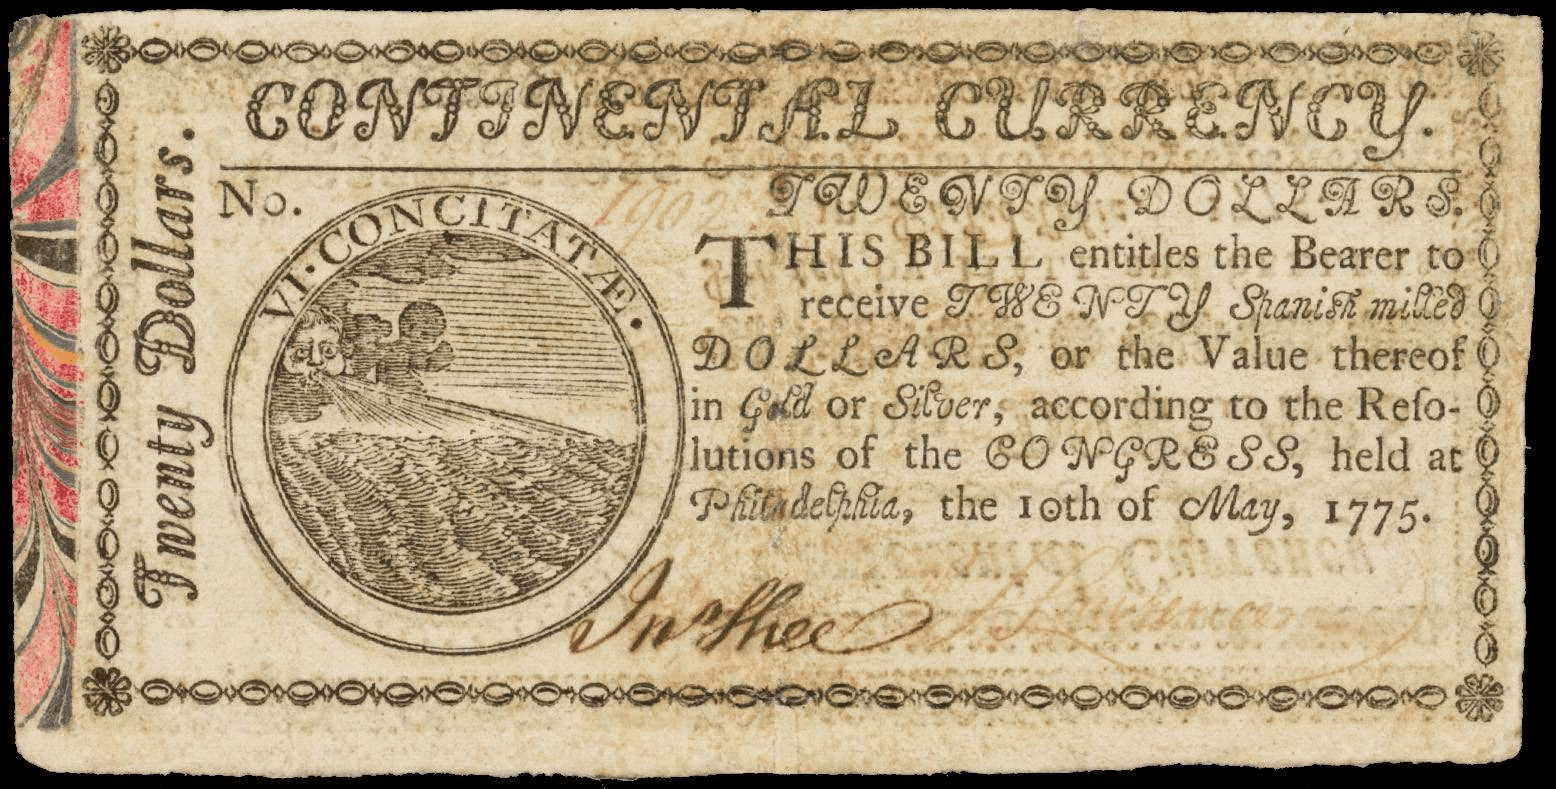 CONTINENTAL CURRENCY.
Twenty Dollars.
No.
VI·CONCITATÆ·
TWENTY DOLLARS.
THIS BILL entitles the Bearer to
receive TWENTY Spanish milled
DOLLARS, or the Value thereof
in Gold or Silver, according to the Reſo-
lutions of the CONGRESS, held at
Philadelphia, the 10th of May, 1775.
Jnº Shee